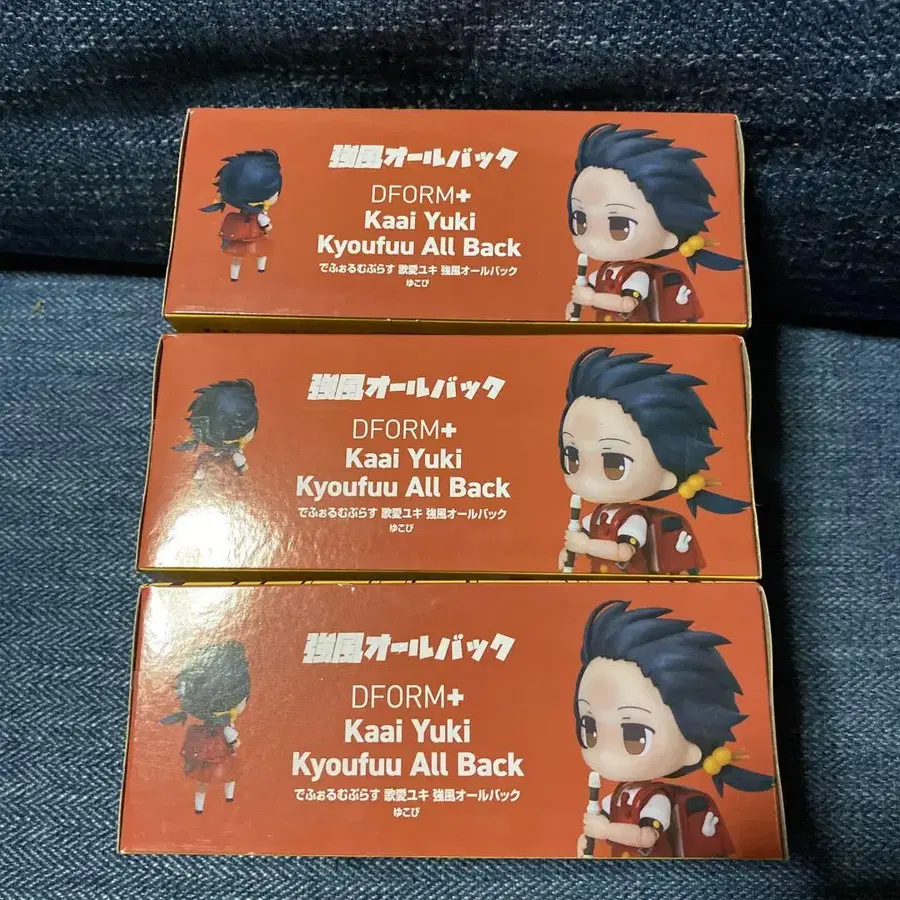 強風オールバック
DFORM+
Kaai Yuki
Kyoufuu All Back
でふぉるむぷらす 歌愛ユキ 強風オールバック
ゆこぴ
強風オールバック
DFORM+
Kaai Yuki
Kyoufuu All Back
でふぉるむぷらす 歌愛ユキ 強風オールバック
ゆこぴ
強風オールバック
DFORM+
Kaai Yuki
Kyoufuu All Back
でふぉるむぷらす 歌愛ユキ 強風オールバック
ゆこぴ